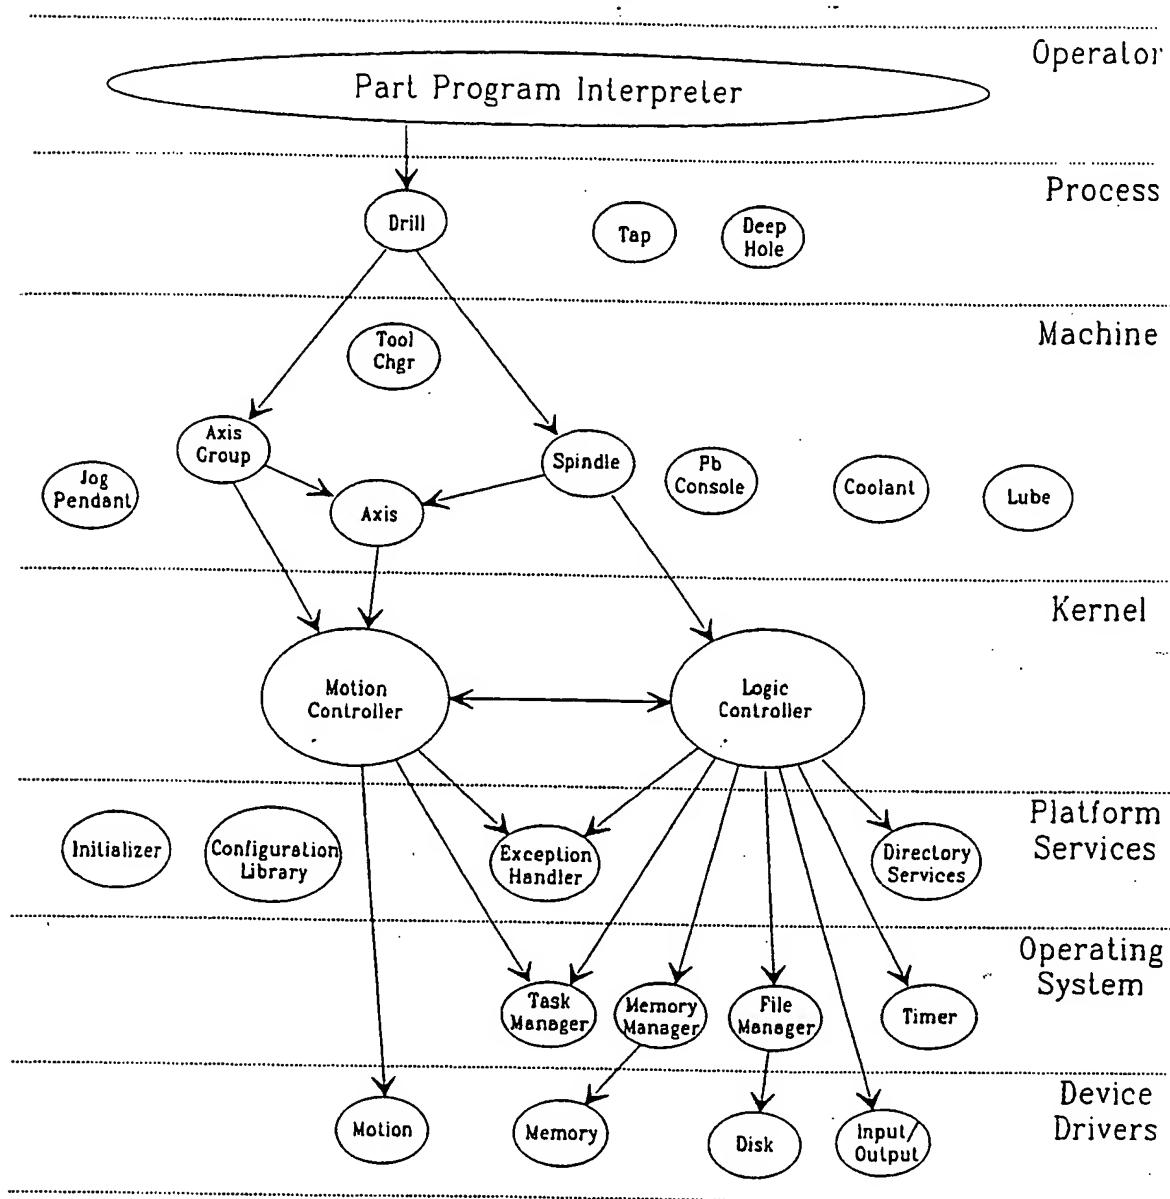 Operator
Part Program Interpreter
Process
Drill
Tap
Deep
Hole
Machine
Tool
Chgr
Axis
Group
Spindle
Pb
Console
Jog
Pendant
Coolant
Lube
Axis
Kernel
Motion
Controller
Logic
Controller
Platform
Services
Initializer
Configuration
Library
Exception
Handler
Directory
Services
Operating
System
Task
Manager
Memory
Manager
File
Manager
Timer
Device
Drivers
Motion
Memory
Disk
Input/
Output